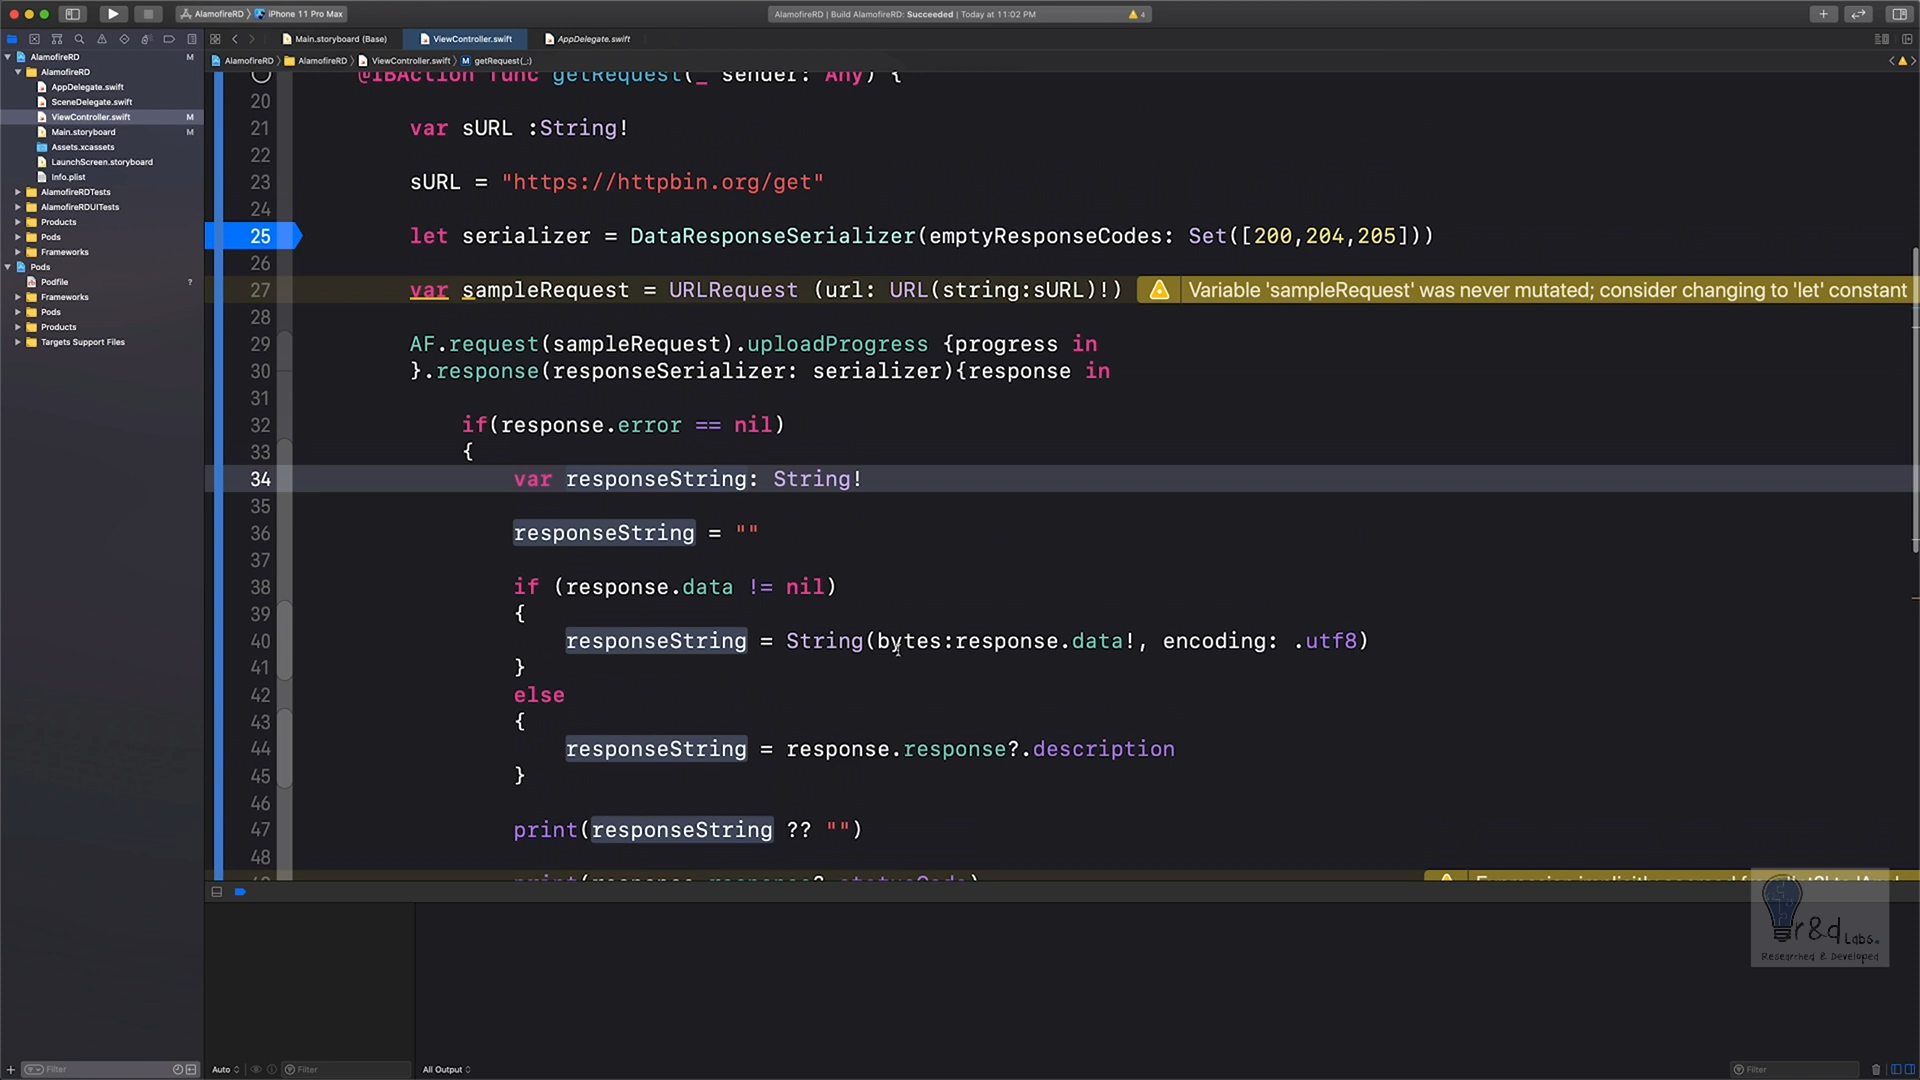 AlamofireRD
iPhone 11 Pro Max
AlamofireRD | Build AlamofireRD: Succeeded | Today at 11:02 PM
4
Main.storyboard (Base)
ViewController.swift
AppDelegate.swift
AlamofireRD
AlamofireRD
ViewController.swift
M
getRequest(_:)
AlamofireRD
M
AlamofireRD
AppDelegate.swift
SceneDelegate.swift
ViewController.swift
M
Main.storyboard
M
Assets.xcassets
LaunchScreen.storyboard
Info.plist
AlamofireRDTests
AlamofireRDUITests
Products
Pods
Frameworks
Pods
Podfile
?
Frameworks
Pods
Products
Targets Support Files
@IBAction func getRequest(_ sender: Any) {
20
21 var sURL :String!
22
23 sURL = "https://httpbin.org/get"
24
25 let serializer = DataResponseSerializer(emptyResponseCodes: Set([200,204,205]))
26
27 var sampleRequest = URLRequest (url: URL(string:sURL)!) Variable 'sampleRequest' was never mutated; consider changing to 'let' constant
28
29 AF.request(sampleRequest).uploadProgress {progress in
30 }.response(responseSerializer: serializer){response in
31
32 if(response.error == nil)
33 {
34 var responseString: String!
35
36 responseString = ""
37
38 if (response.data != nil)
39 {
40 responseString = String(bytes:response.data!, encoding: .utf8)
41 }
42 else
43 {
44 responseString = response.response?.description
45 }
46
47 print(responseString ?? "")
48
r&d Labs.
Researched & Developed
Filter
Auto
Filter
All Output
Filter